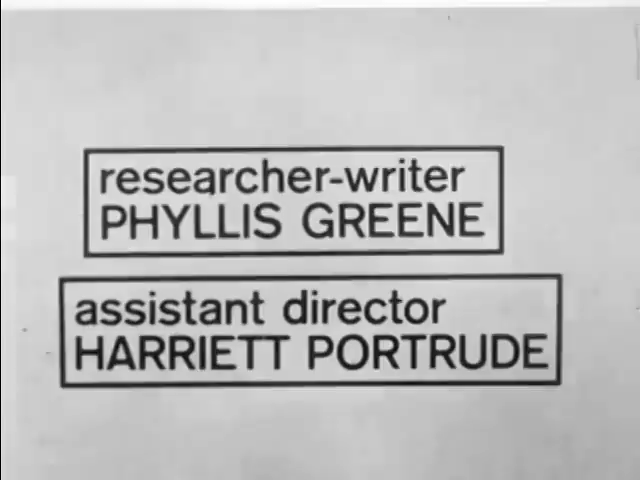 researcher-writer
PHYLLIS GREENE
assistant director
HARRIETT PORTRUDE